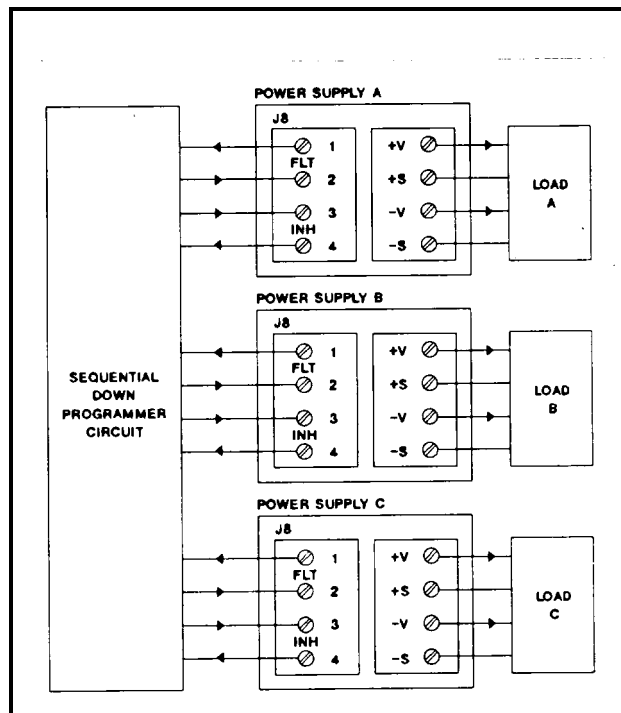 POWER SUPPLY A
J8
1
FLT
2
3
INH
4
+V
+S
-V
-S
LOAD
A
POWER SUPPLY B
J8
1
FLT
2
3
INH
4
+V
+S
-V
-S
LOAD
B
SEQUENTIAL
DOWN
PROGRAMMER
CIRCUIT
POWER SUPPLY C
J8
1
FLT
2
3
INH
4
+V
+S
-V
-S
LOAD
C